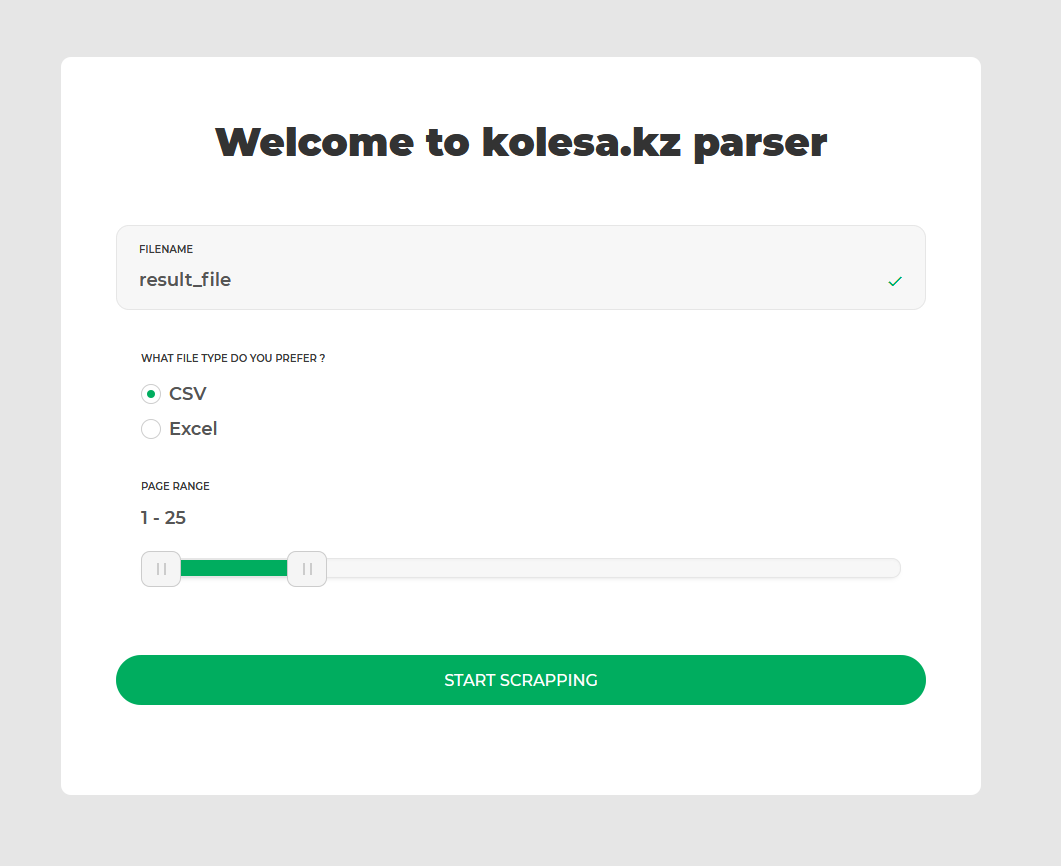 Welcome to kolesa.kz parser
FILENAME
result_file
WHAT FILE TYPE DO YOU PREFER ?
CSV
Excel
PAGE RANGE
1 - 25
START SCRAPPING